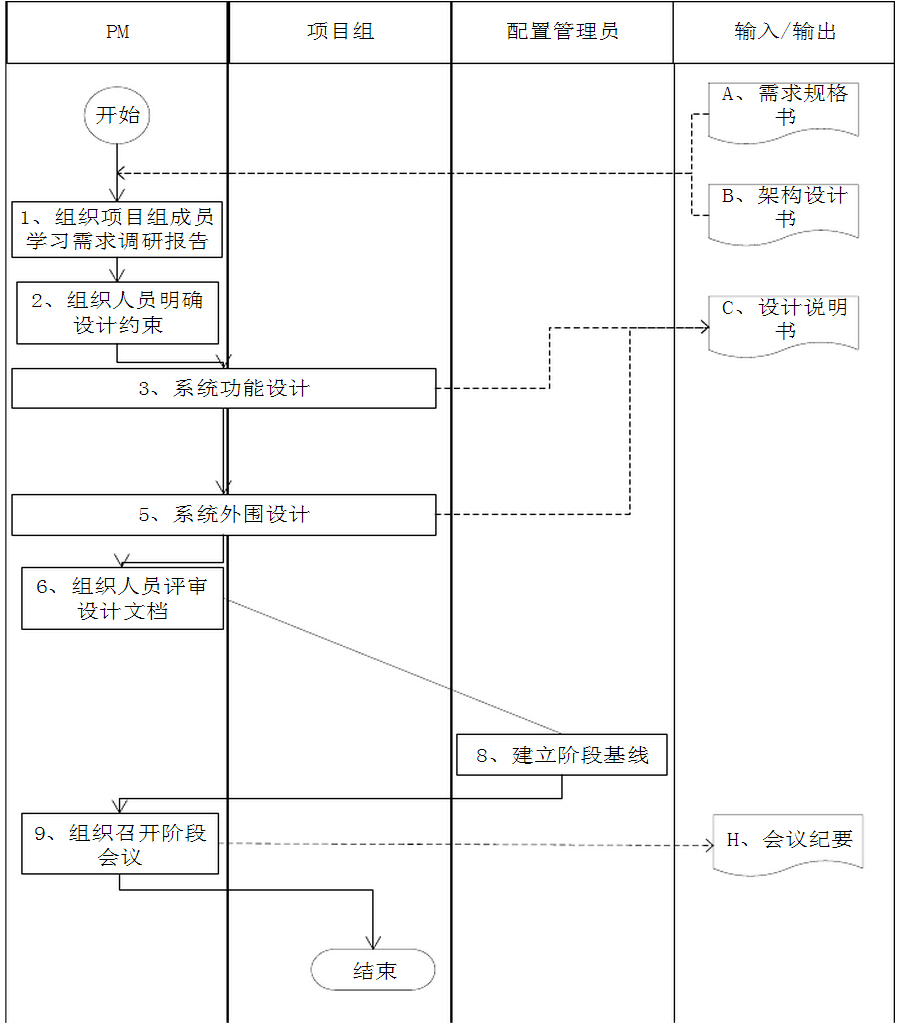 PM
项目组
配置管理员
输入/输出
开始
A、需求规格
书
1、组织项目组成员
学习需求调研报告
B、架构设计
书
2、组织人员明确
设计约束
C、设计说明
书
3、系统功能设计
5、系统外围设计
6、组织人员评审
设计文档
8、建立阶段基线
9、组织召开阶段
会议
H、会议纪要
结束